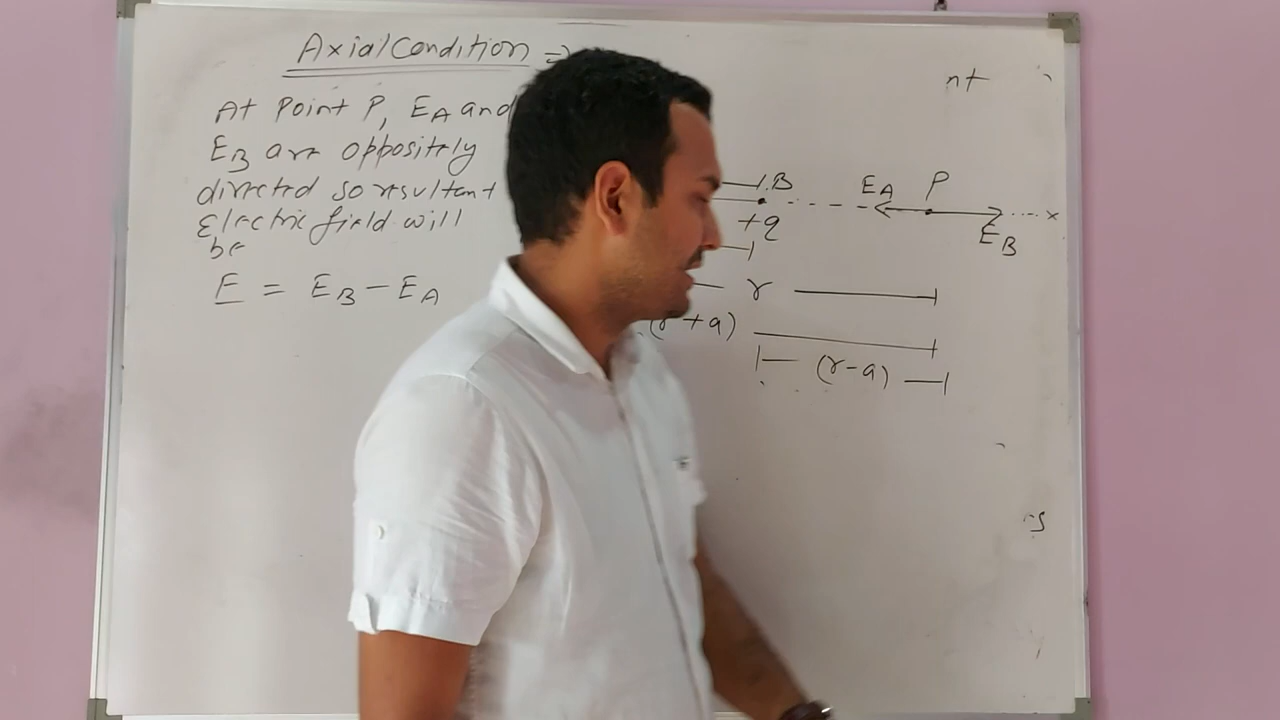 Axial Condition ⇒
At Point P, EA and
EB are oppositely
directed so resultant
Electric field will
be
E = EB - EA
nt
B
EA
P
+q
EB
x
r
(r+a)
(r-a)